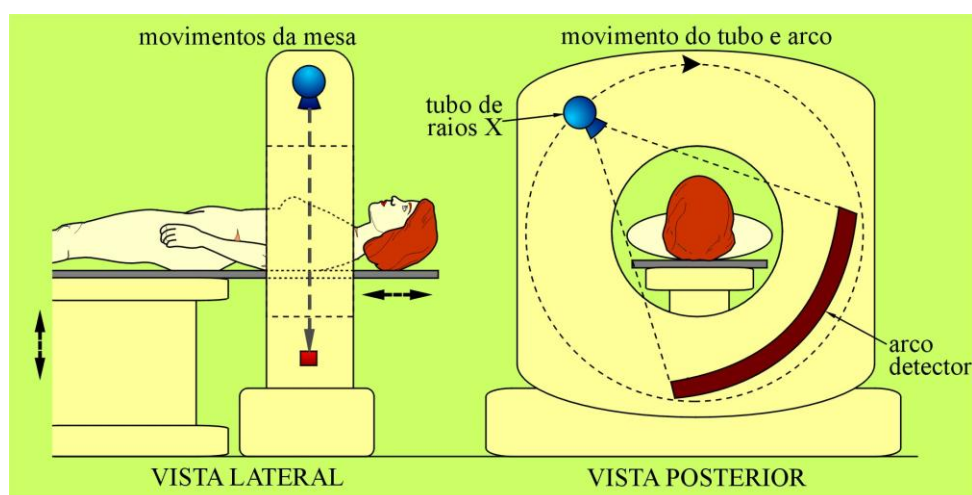 movimentos da mesa
movimento do tubo e arco
tubo de
raios X
arco
detector
VISTA LATERAL
VISTA POSTERIOR